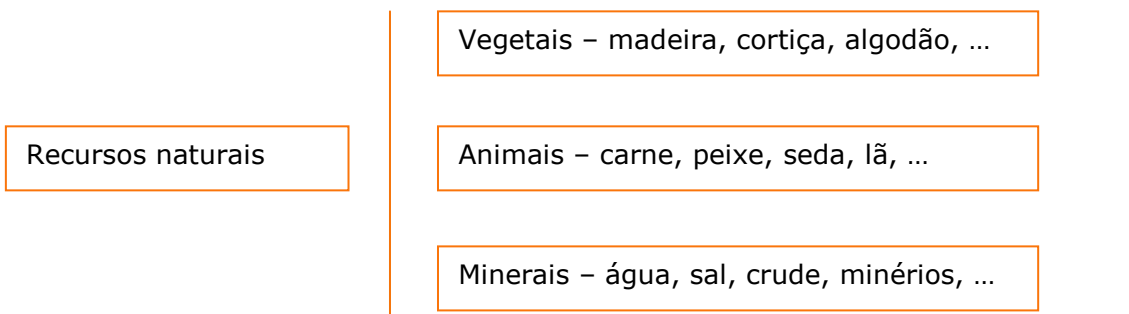 Recursos naturais
Vegetais – madeira, cortiça, algodão, …
Animais – carne, peixe, seda, lã, …
Minerais – água, sal, crude, minérios, …